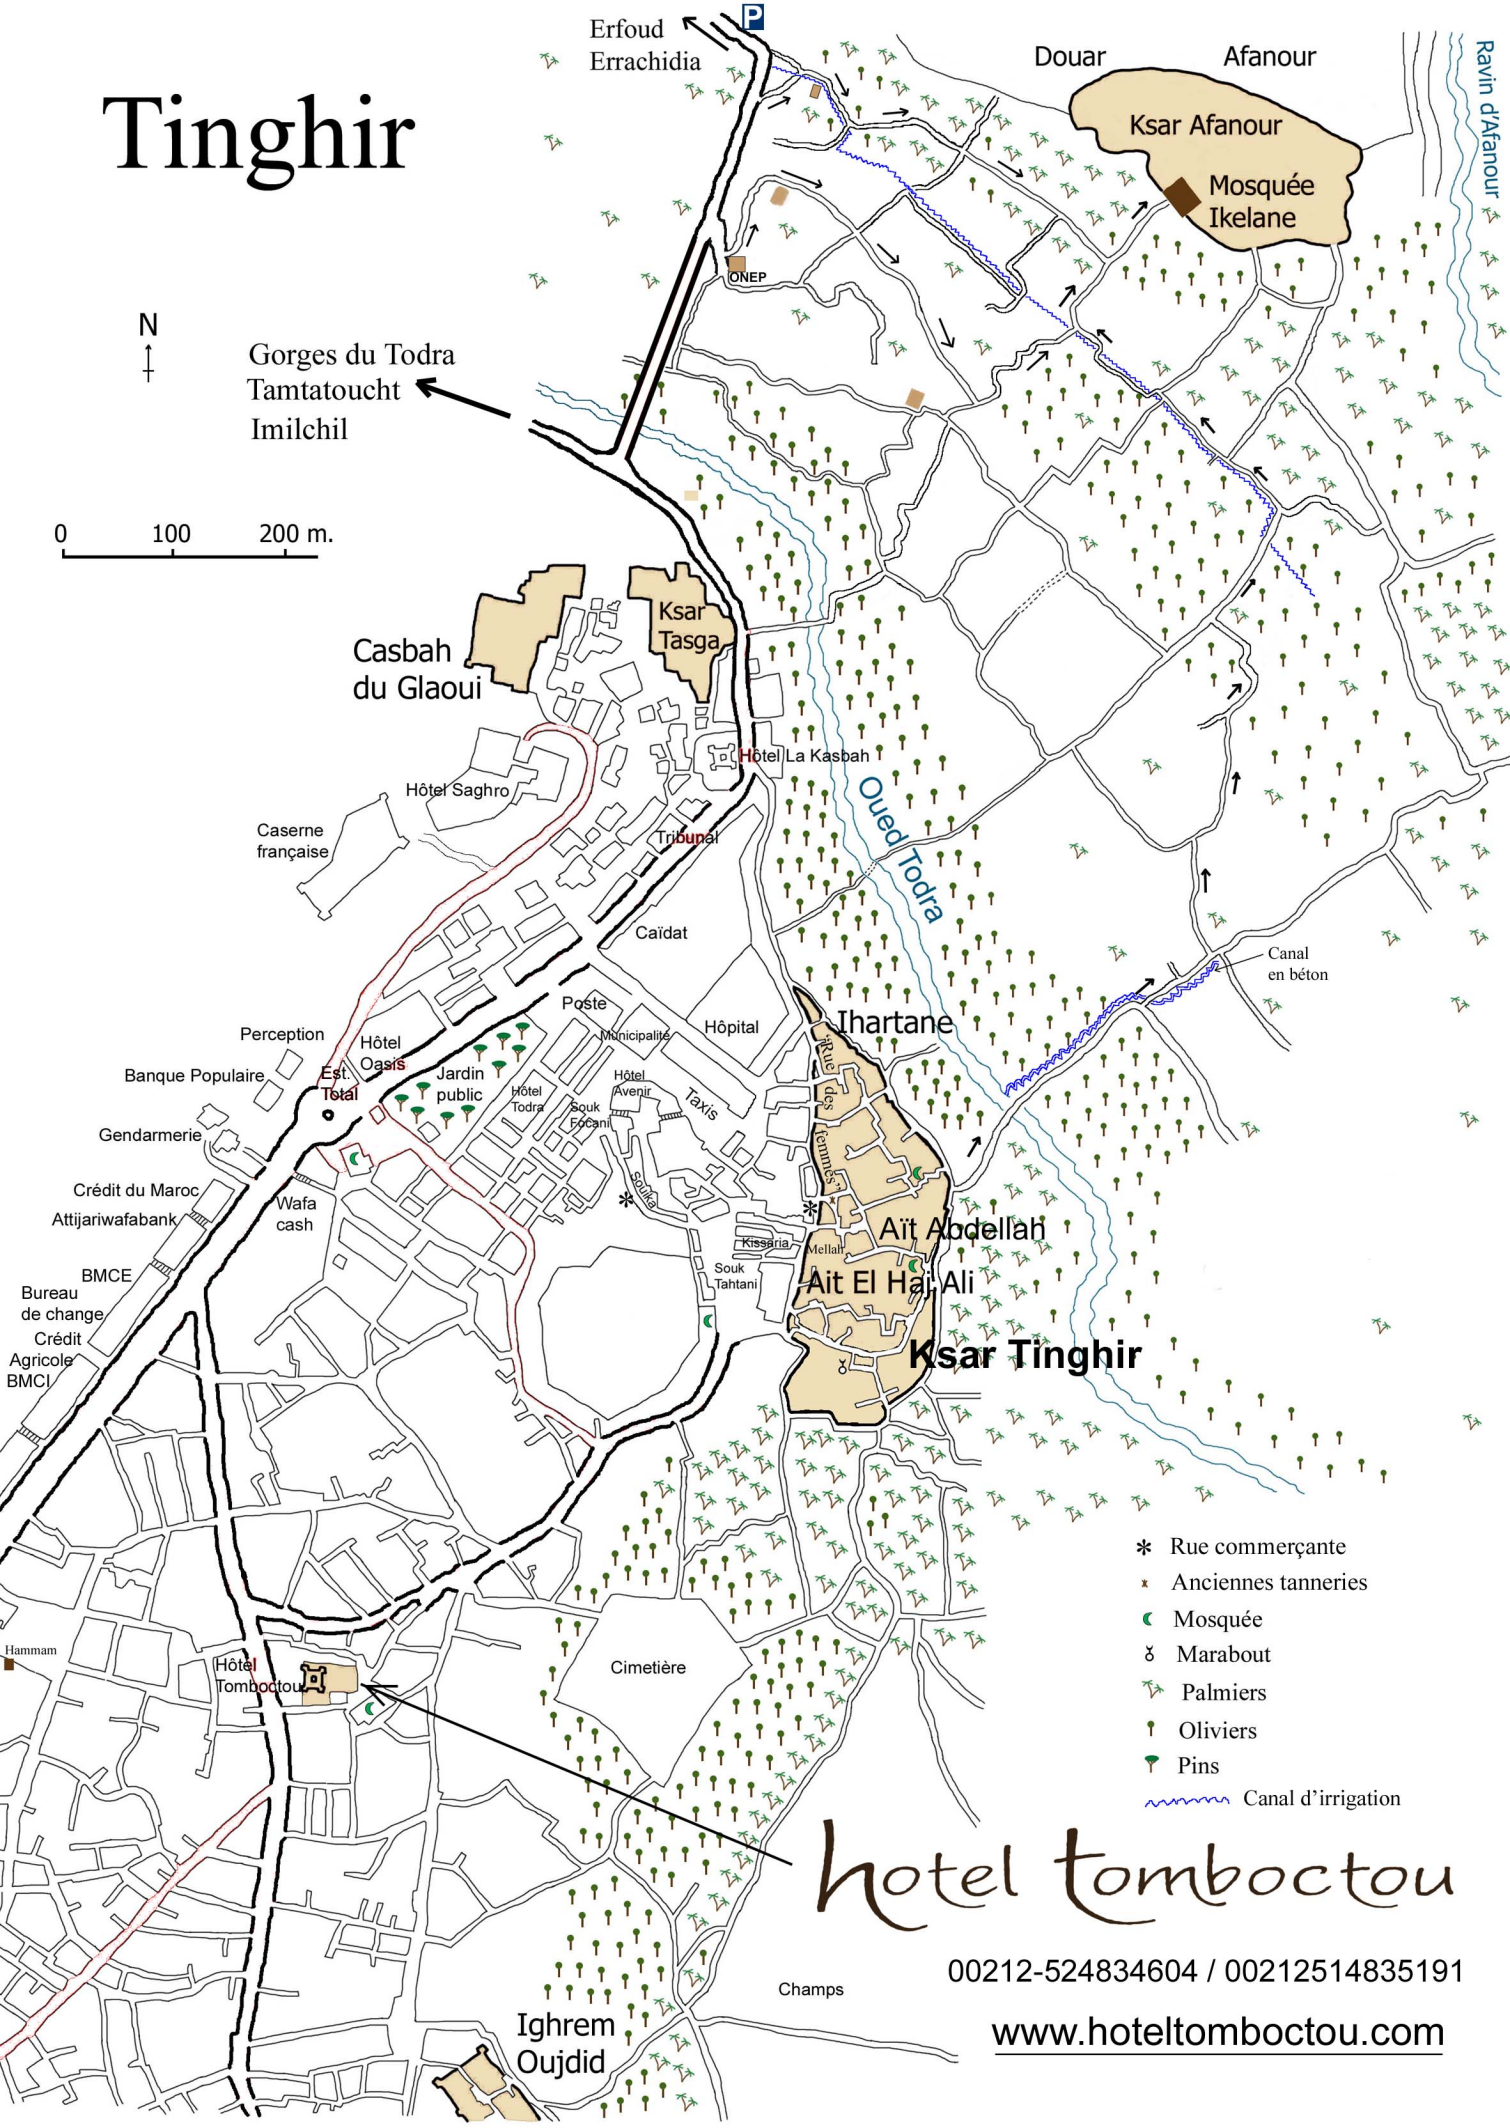 P
Erfoud
Errachidia
Tinghir
Douar Afanour
Ravin d'Afanour
Ksar Afanour
Mosquée
Ikelane
ONEP
N
Gorges du Todra
Tamtatoucht
Imilchil
0 100 200 m.
Ksar
Tasga
Casbah
du Glaoui
Hôtel La Kasbah
Hôtel Saghro
Oued Todra
Caserne
française
Tribunal
Caïdat
Canal
en béton
Poste
Municipalité
Hôpital
Ihartane
Perception
Hôtel
Oasis
Banque Populaire
Est.
Total
Jardin
public
Hôtel
Todra
Hôtel
Avenir
Taxis
Souk
Focani
"Rue des femmes"
Gendarmerie
Souika
Crédit du Maroc
Attijariwafabank
Wafa
cash
Kissaria
Mellah
Aït Abdellah
BMCE
Souk
Tahtani
Ait El Haj Ali
Bureau
de change
Crédit
Agricole
BMCI
Ksar Tinghir
Rue commerçante
Anciennes tanneries
Mosquée
Marabout
Palmiers
Oliviers
Pins
Canal d'irrigation
Hammam
Hôtel
Tomboctou
Cimetière
hotel tomboctou
00212-524834604 / 00212514835191
Champs
www.hoteltomboctou.com
Ighrem
Oujdid